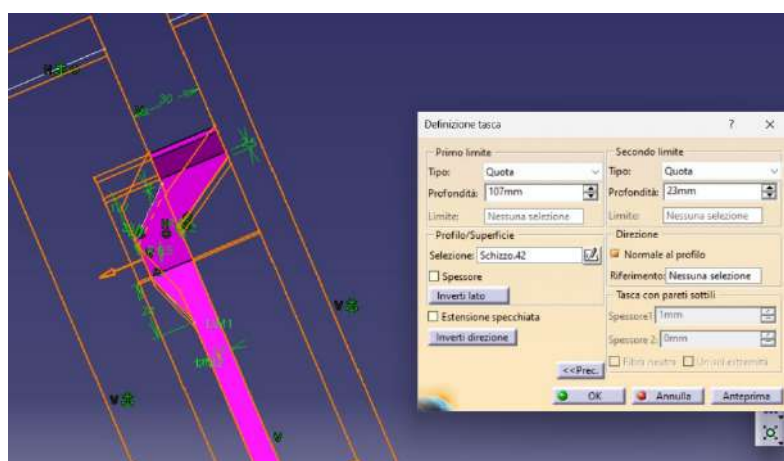 Definizione tasca ? ×
Primo limite
Tipo: Quota
Profondità: 107mm
Limite: Nessuna selezione
Profilo/Superficie
Selezione: Schizzo.42
Spessore
Inverti lato
Estensione specchiata
Inverti direzione
Secondo limite
Tipo: Quota
Profondità: 23mm
Limite: Nessuna selezione
Direzione
Normale al profilo
Riferimento: Nessuna selezione
Tasca con pareti sottili
Spessore1 1mm
Spessore 2: 0mm
Fibra neutra
<<Prec.
OK Annulla Anteprima
30
V
V
V